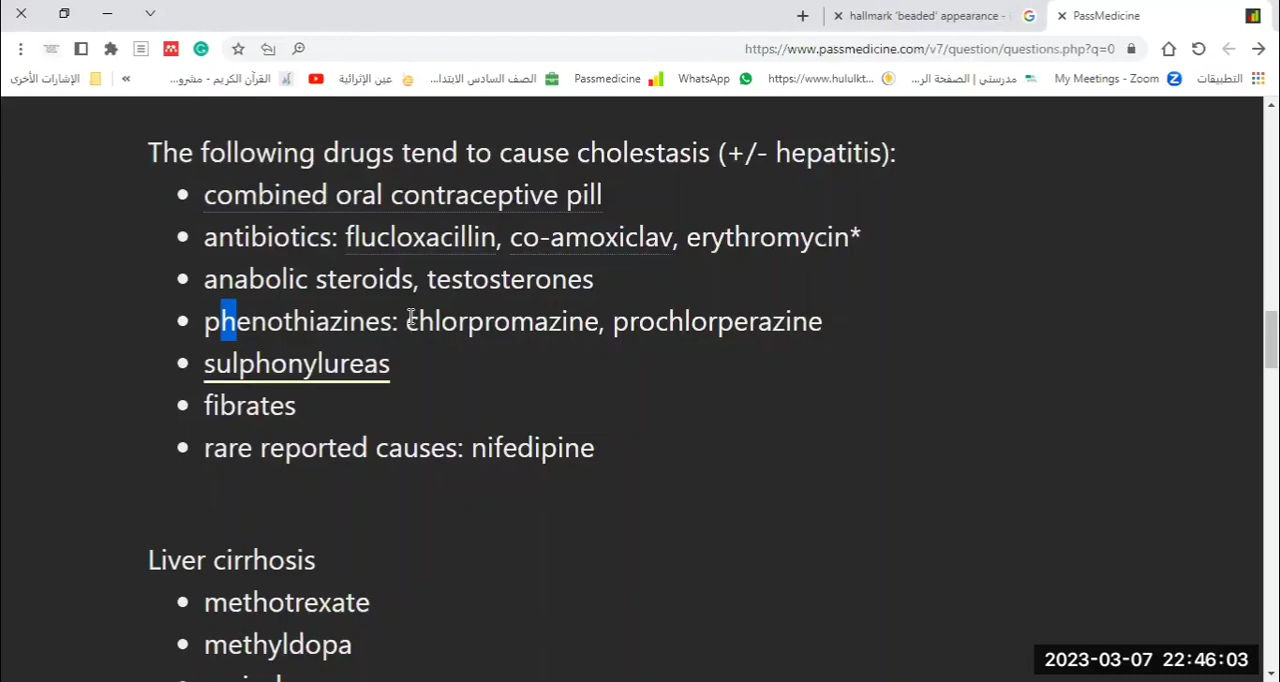 hallmark 'beaded' appearance -
PassMedicine
https://www.passmedicine.com/v7/question/questions.php?q=0
التطبيقات
My Meetings - Zoom
مدرستي | الصفحة الر...
https://www.hululkt...
WhatsApp
Passmedicine
الصف السادس الابتدا...
عين الإثرائية
القرآن الكريم - مشرو...
»
الإشارات الأخرى
The following drugs tend to cause cholestasis (+/- hepatitis):
• combined oral contraceptive pill
• antibiotics: flucloxacillin, co-amoxiclav, erythromycin*
• anabolic steroids, testosterones
• phenothiazines: chlorpromazine, prochlorperazine
• sulphonylureas
• fibrates
• rare reported causes: nifedipine
Liver cirrhosis
• methotrexate
• methyldopa
2023-03-07 22:46:03